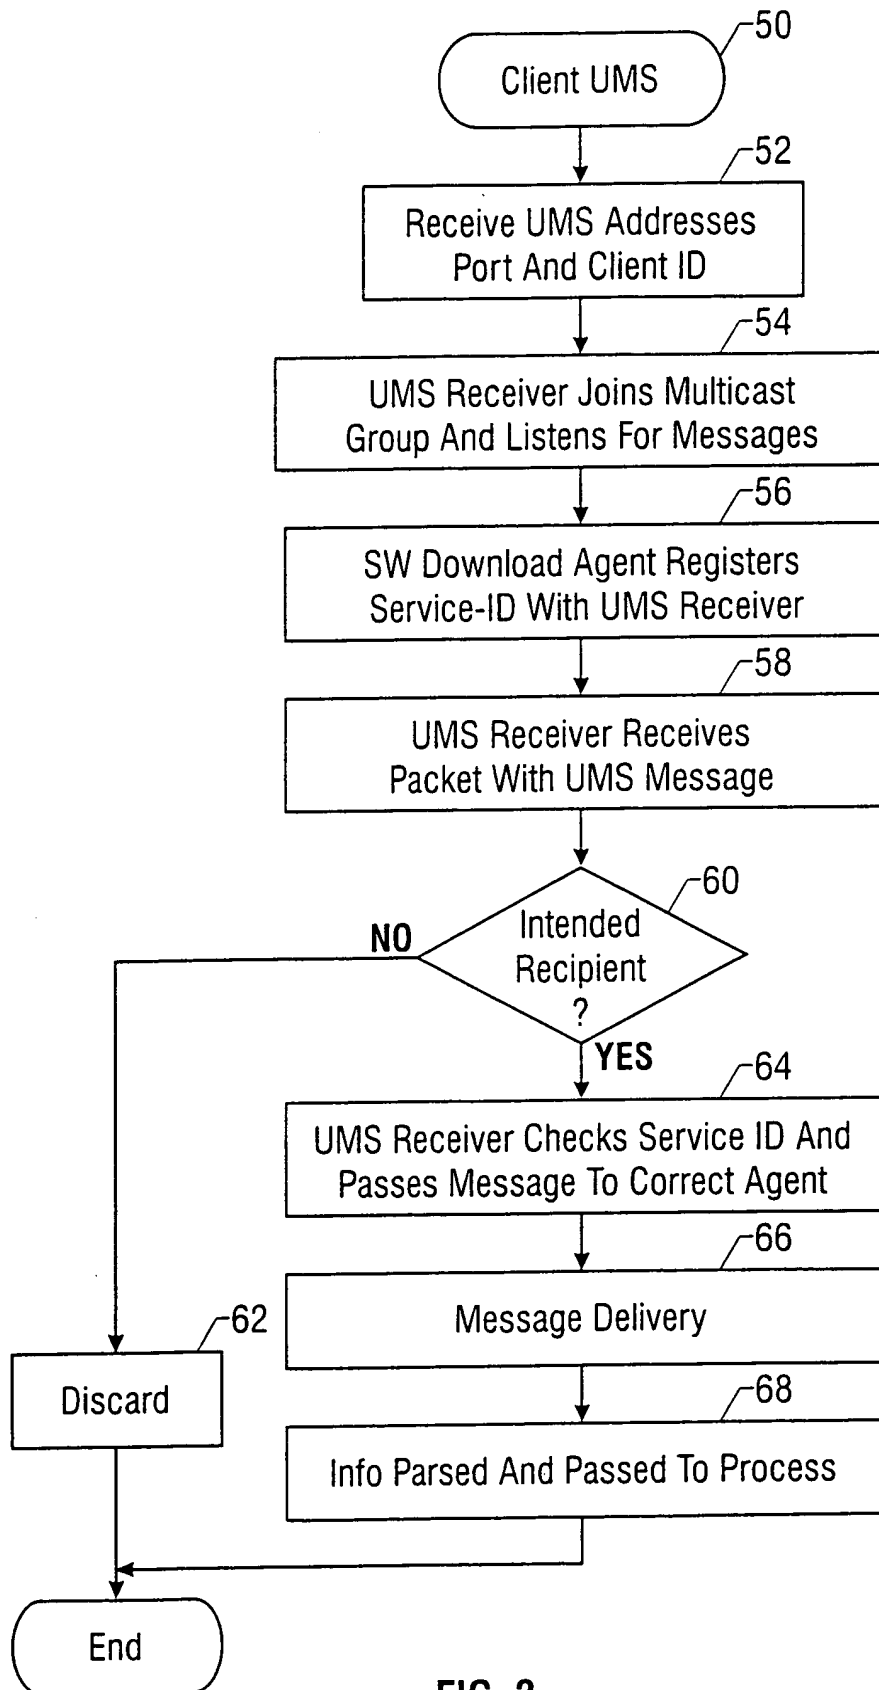 50
Client UMS
52
Receive UMS Addresses
Port And Client ID
54
UMS Receiver Joins Multicast
Group And Listens For Messages
56
SW Download Agent Registers
Service-ID With UMS Receiver
58
UMS Receiver Receives
Packet With UMS Message
60
Intended
Recipient
?
NO
YES
64
UMS Receiver Checks Service ID And
Passes Message To Correct Agent
66
Message Delivery
62
Discard
68
Info Parsed And Passed To Process
End